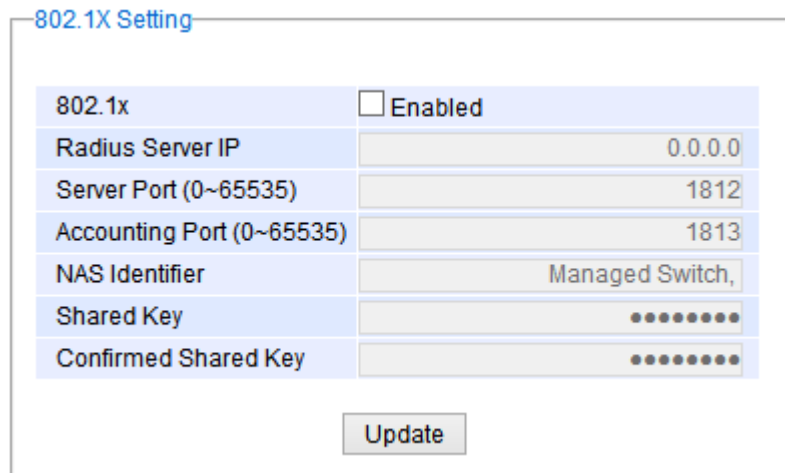 802.1X Setting
802.1x Enabled
Radius Server IP 0.0.0.0
Server Port (0~65535) 1812
Accounting Port (0~65535) 1813
NAS Identifier Managed Switch,
Shared Key ●●●●●●●●
Confirmed Shared Key ●●●●●●●●
Update